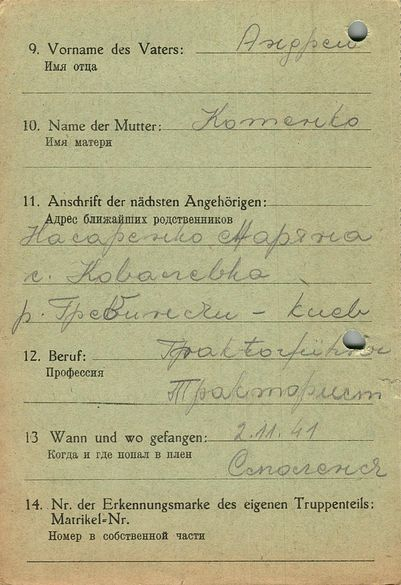 9. Vorname des Vaters: Андрей
Имя отца
10. Name der Mutter: Котенко
Имя матери
11. Anschrift der nächsten Angehörigen:
Адрес ближайших родственников
Насаренко Маряна
с. Ковалевка
р. Гребински - Киев
12. Beruf:
Профессия
Тракторист
13 Wann und wo gefangen: 2.11.41
Когда и где попал в плен
Смоленск
14. Nr. der Erkennungsmarke des eigenen Truppenteils:
Matrikel-Nr.
Номер в собственной части